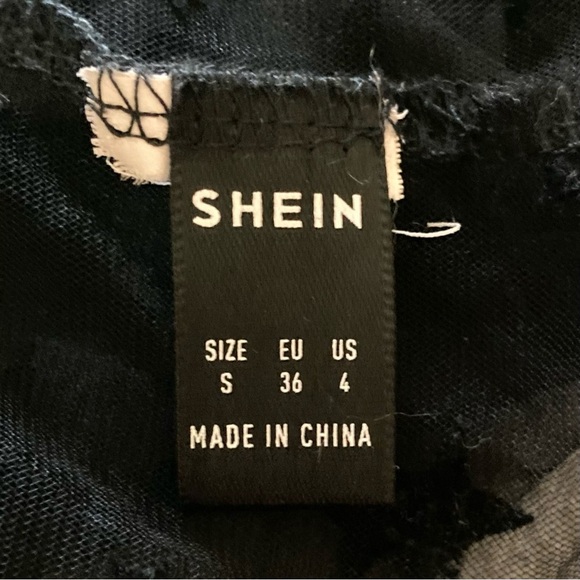 SHEIN
SIZE EU US
S 36 4
MADE IN CHINA